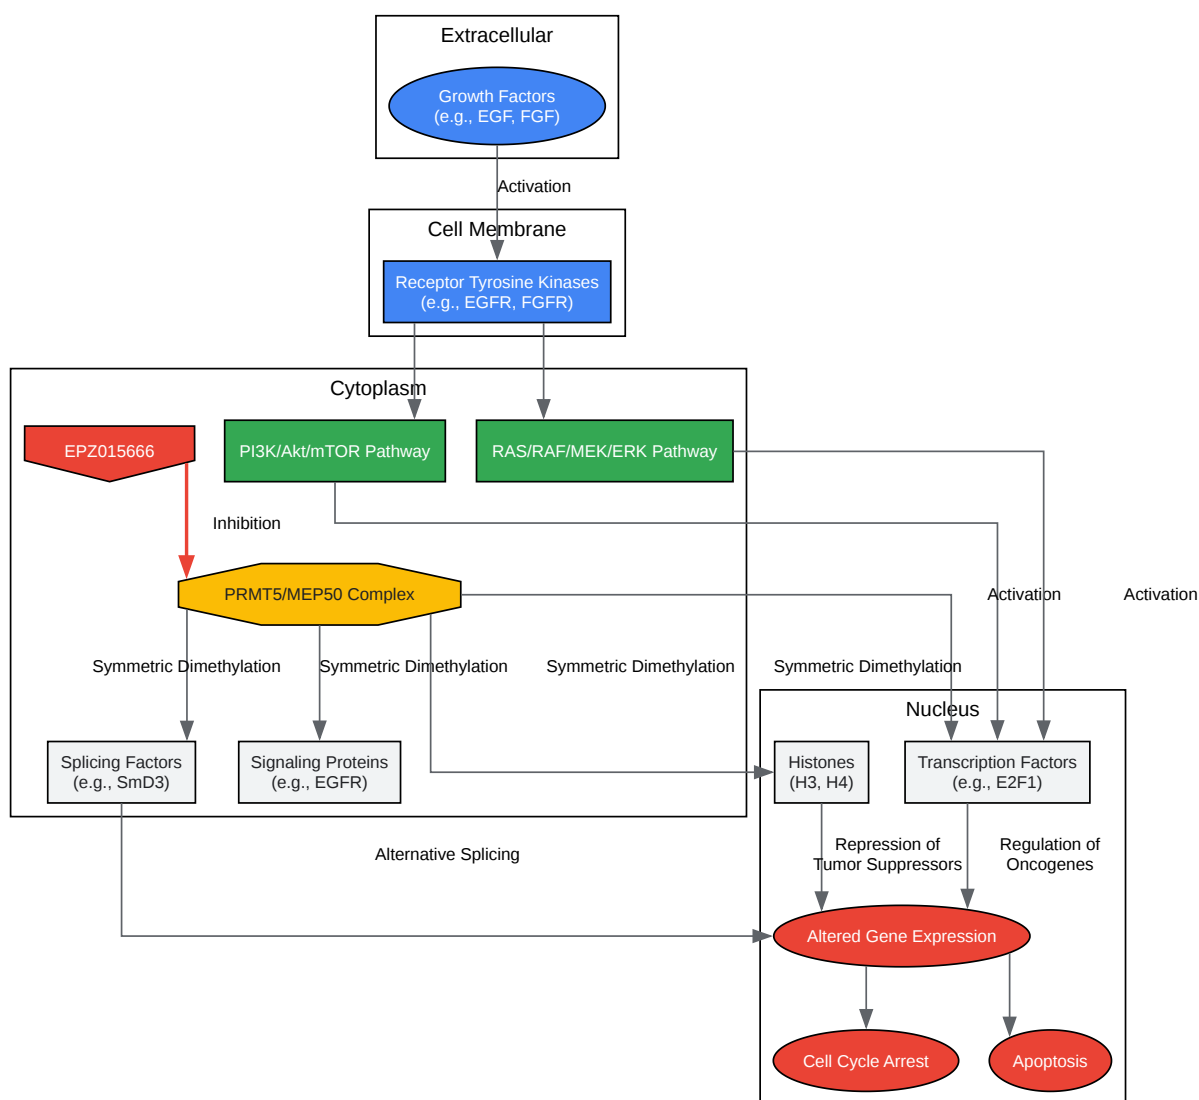 Extracellular
Growth Factors
(e.g., EGF, FGF)
Activation
Cell Membrane
Receptor Tyrosine Kinases
(e.g., EGFR, FGFR)
Cytoplasm
EPZ015666
PI3K/Akt/mTOR Pathway
RAS/RAF/MEK/ERK Pathway
Inhibition
PRMT5/MEP50 Complex
Activation
Activation
Symmetric Dimethylation
Symmetric Dimethylation
Symmetric Dimethylation
Symmetric Dimethylation
Nucleus
Splicing Factors
(e.g., SmD3)
Signaling Proteins
(e.g., EGFR)
Histones
(H3, H4)
Transcription Factors
(e.g., E2F1)
Alternative Splicing
Repression of
Tumor Suppressors
Regulation of
Oncogenes
Altered Gene Expression
Cell Cycle Arrest
Apoptosis